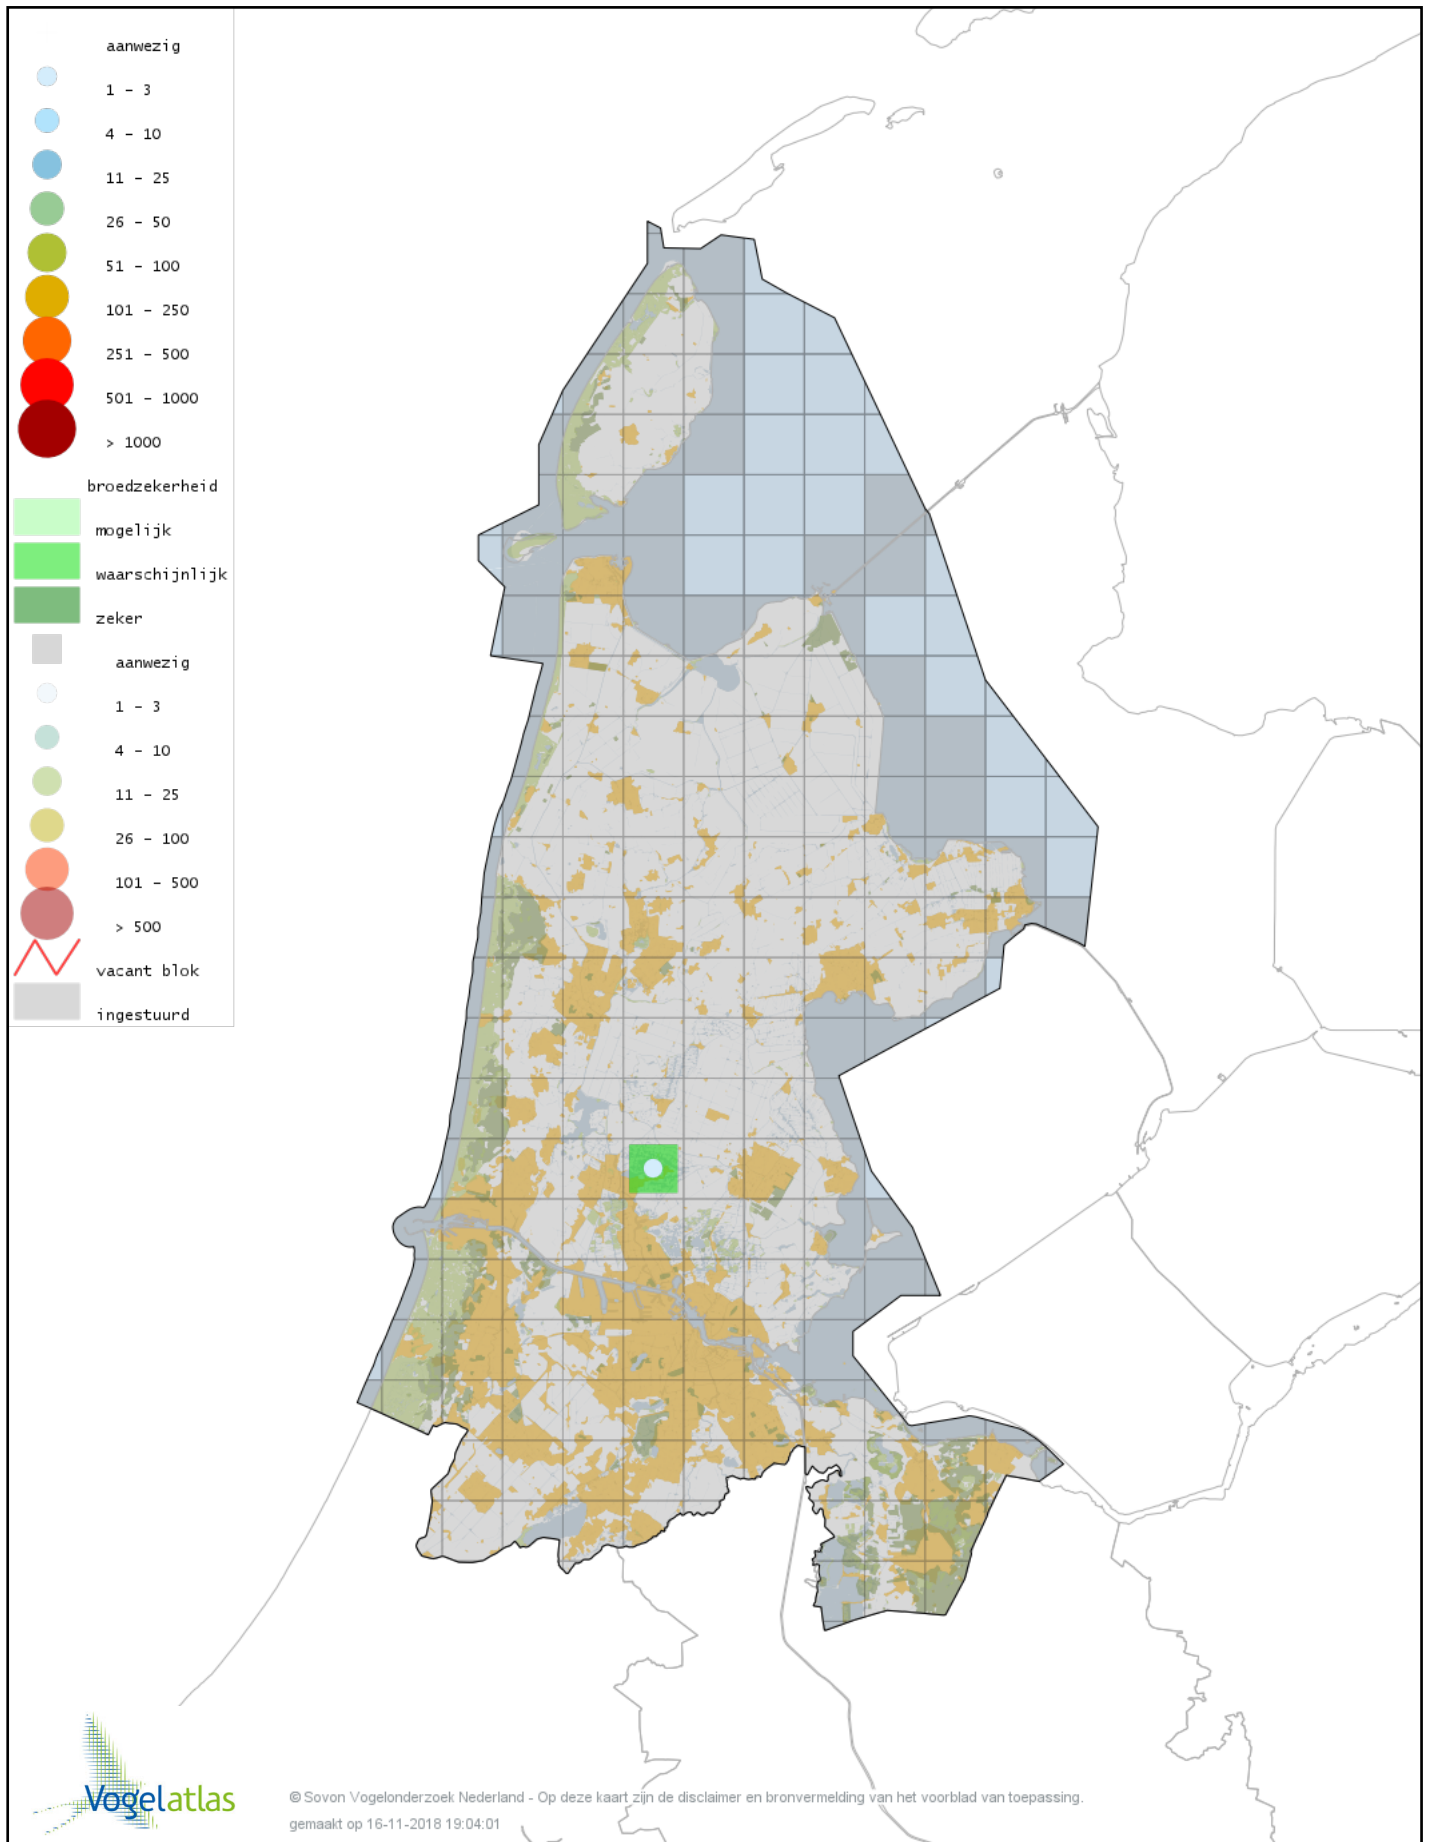 aanwezig
1 - 3
4 - 10
11 - 25
26 - 50
51 - 100
101 - 250
251 - 500
501 - 1000
> 1000
broedzekerheid
mogelijk
waarschijnlijk
zeker
aanwezig
1 - 3
4 - 10
11 - 25
26 - 100
101 - 500
> 500
vacant blok
ingestuurd
Vogelatlas
© Sovon Vogelonderzoek Nederland - Op deze kaart zijn de disclaimer en bronvermelding van het voorblad van toepassing.
gemaakt op 16-11-2018 19:04:01